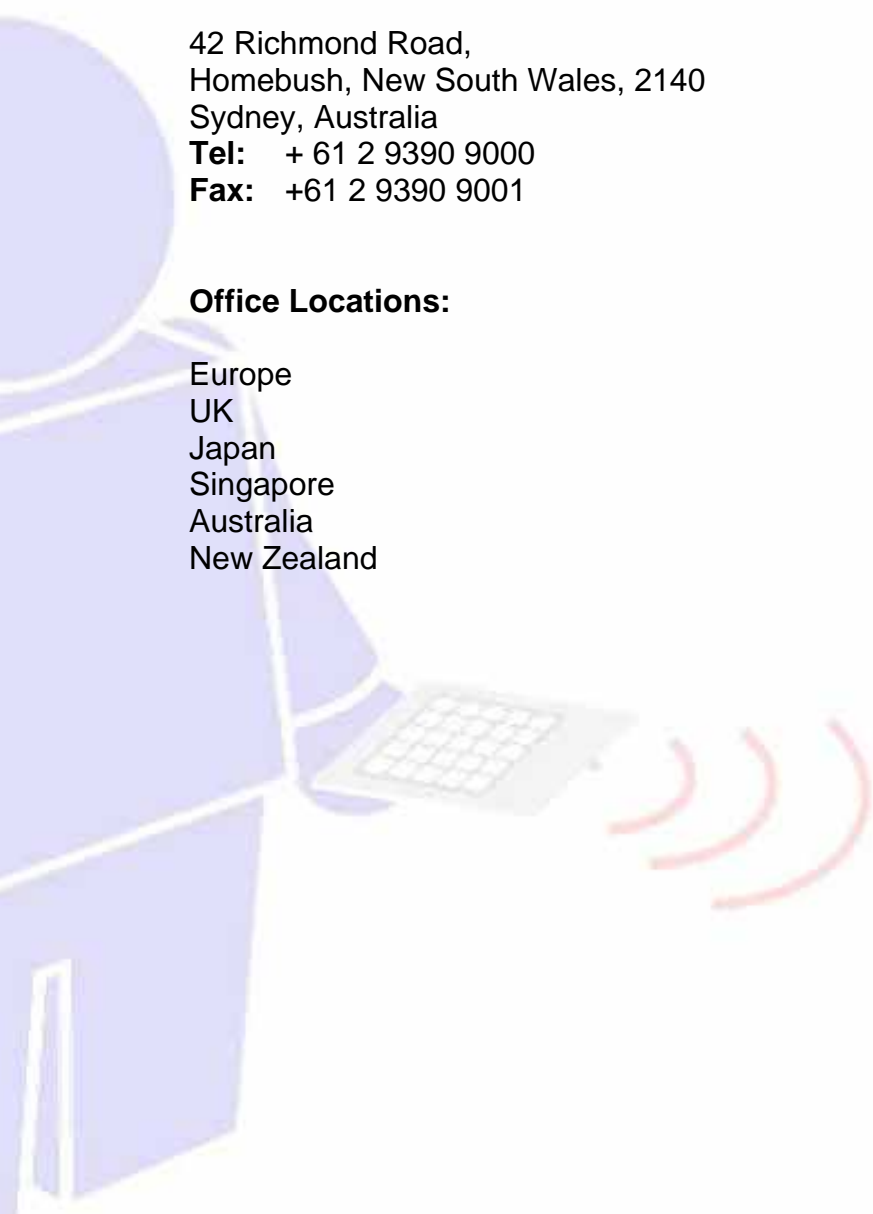 42 Richmond Road,
Homebush, New South Wales, 2140
Sydney, Australia
Tel: + 61 2 9390 9000
Fax: +61 2 9390 9001
Office Locations:
Europe
UK
Japan
Singapore
Australia
New Zealand